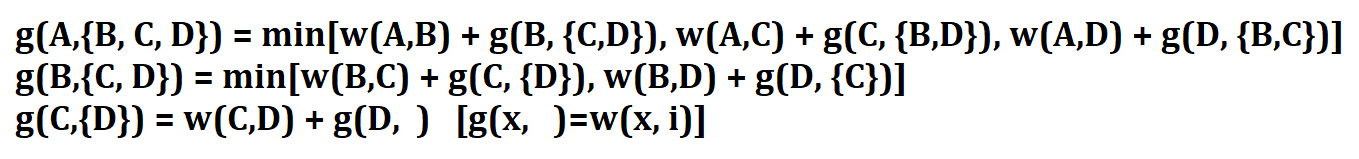 g(A,{B, C, D}) = min[w(A,B) + g(B, {C,D}), w(A,C) + g(C, {B,D}), w(A,D) + g(D, {B,C})]
g(B,{C, D}) = min[w(B,C) + g(C, {D}), w(B,D) + g(D, {C})]
g(C,{D}) = w(C,D) + g(D, ) [g(x, )=w(x, i)]